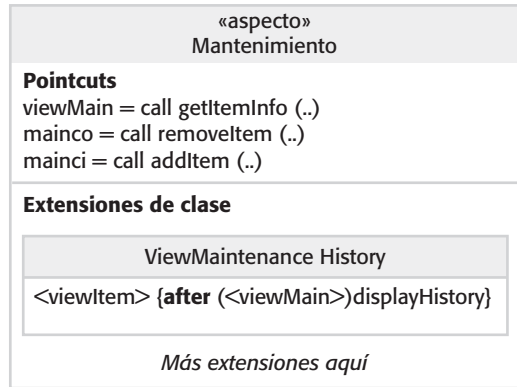 «aspecto»
Mantenimiento
Pointcuts
viewMain = call getItemInfo (..)
mainco = call removeItem (..)
mainci = call addItem (..)
Extensiones de clase
ViewMaintenance History
<viewItem> {after (<viewMain>)displayHistory}
Más extensiones aquí